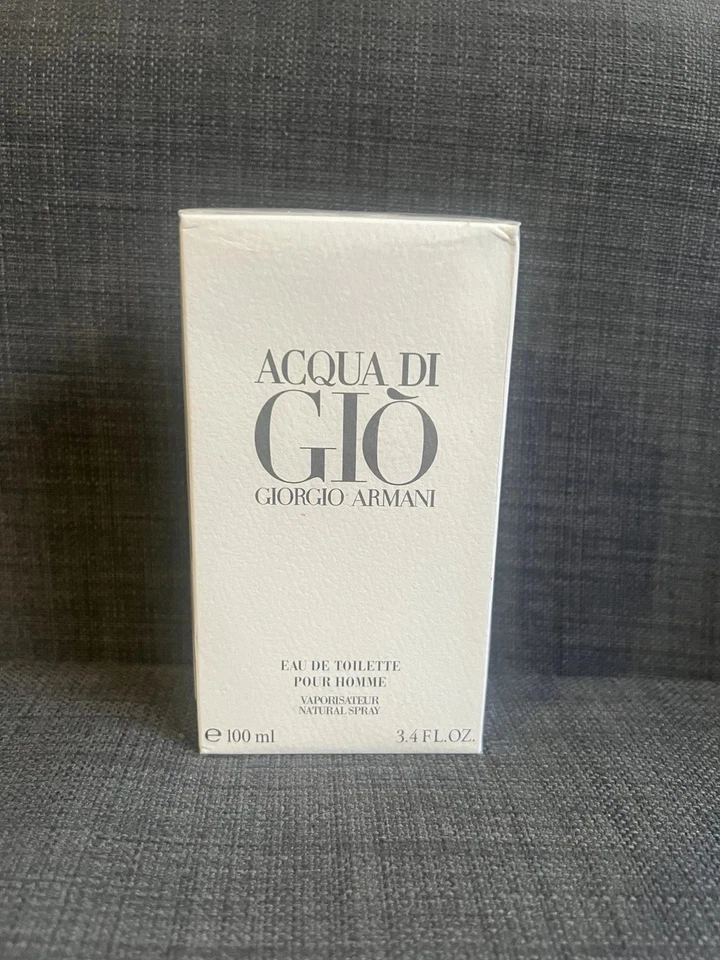 ACQUA DI
GIÒ
GIORGIO ARMANI
EAU DE TOILETTE
POUR HOMME
VAPORISATEUR
NATURAL SPRAY
℮ 100 ml 3.4 FL.OZ.